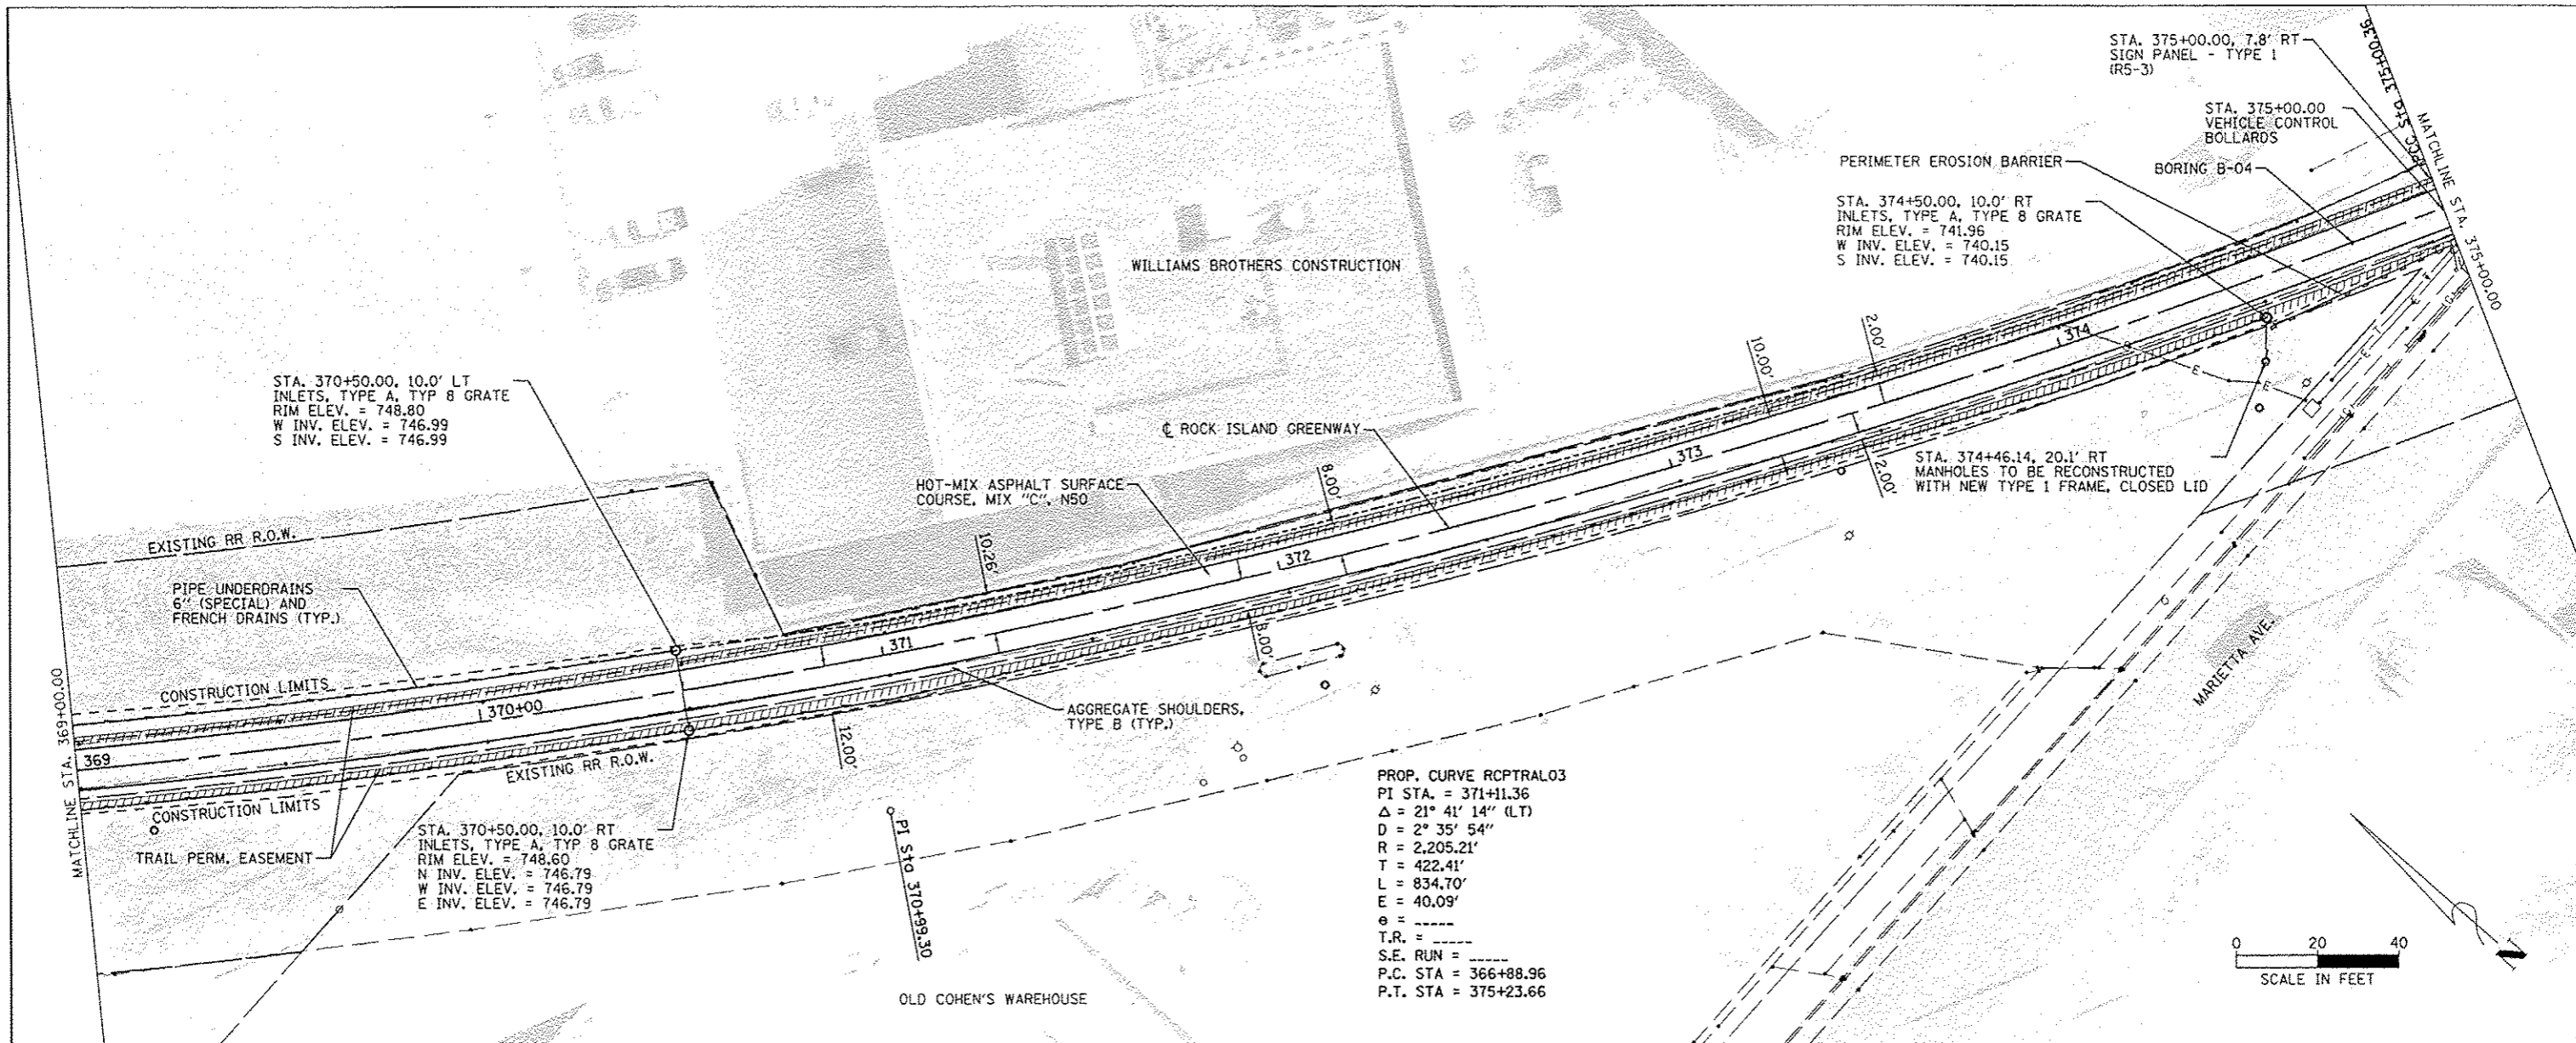 STA. 375+00.00, 7.8' RT
SIGN PANEL - TYPE 1
(R5-3)
PCC Sta 375+00.36
MATCHLINE STA. 375+00.00
STA. 375+00.00
VEHICLE CONTROL
BOLLARDS
PERIMETER EROSION BARRIER
BORING B-04
STA. 374+50.00, 10.0' RT
INLETS, TYPE A, TYPE 8 GRATE
RIM ELEV. = 741.96
W INV. ELEV. = 740.15
S INV. ELEV. = 740.15
WILLIAMS BROTHERS CONSTRUCTION
STA. 370+50.00, 10.0' LT
INLETS, TYPE A, TYP 8 GRATE
RIM ELEV. = 748.80
W INV. ELEV. = 746.99
S INV. ELEV. = 746.99
℄ ROCK ISLAND GREENWAY
HOT-MIX ASPHALT SURFACE
COURSE, MIX "C", N50
10.26'
8.00'
10.00'
2.00'
374
373
372
371
370+00
369
2.00'
8.00'
12.00'
STA. 374+46.14, 20.1' RT
MANHOLES TO BE RECONSTRUCTED
WITH NEW TYPE 1 FRAME, CLOSED LID
E
E
E
E
G
G
T
EXISTING RR R.O.W.
PIPE UNDERDRAINS
6" (SPECIAL) AND
FRENCH DRAINS (TYP.)
CONSTRUCTION LIMITS
MATCHLINE STA. 369+00.00
EXISTING RR R.O.W.
CONSTRUCTION LIMITS
TRAIL PERM. EASEMENT
AGGREGATE SHOULDERS,
TYPE B (TYP.)
MARIETTA AVE.
STA. 370+50.00, 10.0' RT
INLETS, TYPE A, TYP 8 GRATE
RIM ELEV. = 748.60
N INV. ELEV. = 746.79
W INV. ELEV. = 746.79
E INV. ELEV. = 746.79
PI Sta 370+99.30
OLD COHEN'S WAREHOUSE
PROP. CURVE RCPTRAL03
PI STA. = 371+11.36
Δ = 21° 41' 14" (LT)
D = 2° 35' 54"
R = 2,205.21'
T = 422.41'
L = 834.70'
E = 40.09'
e = -----
T.R. = -----
S.E. RUN = -----
P.C. STA = 366+88.96
P.T. STA = 375+23.66
N
0 20 40
SCALE IN FEET